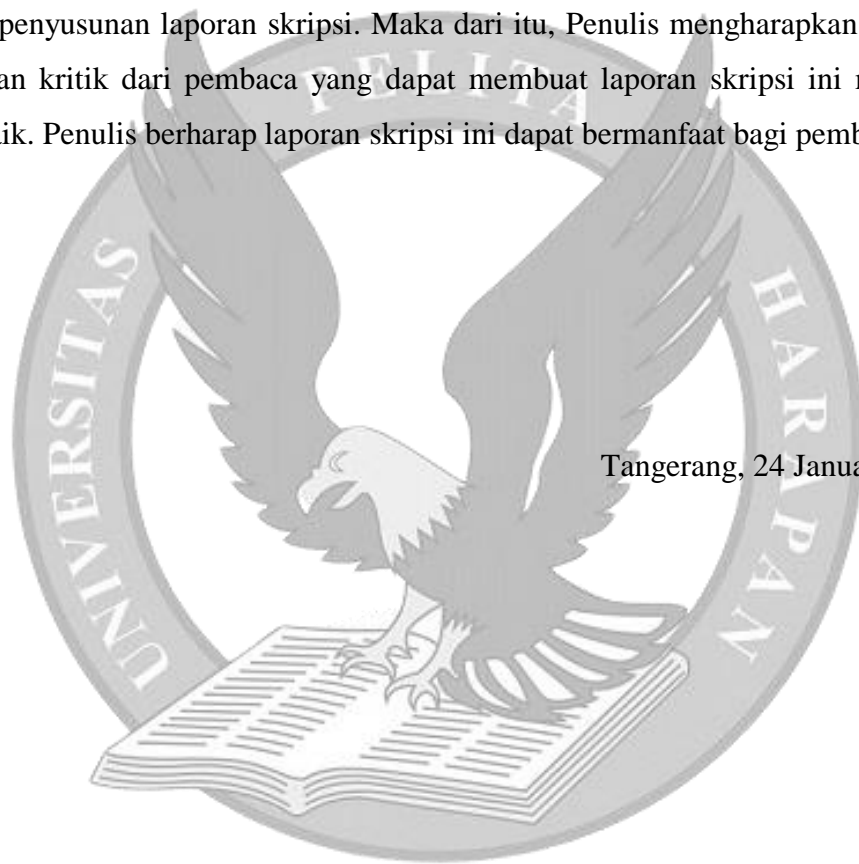 penyusunan laporan skripsi. Maka dari itu, Penulis mengharapkan
an kritik dari pembaca yang dapat membuat laporan skripsi ini
aik. Penulis berharap laporan skripsi ini dapat bermanfaat bagi pemb
Tangerang, 24 Janua
UNIVERSITAS PELITA HARAPAN